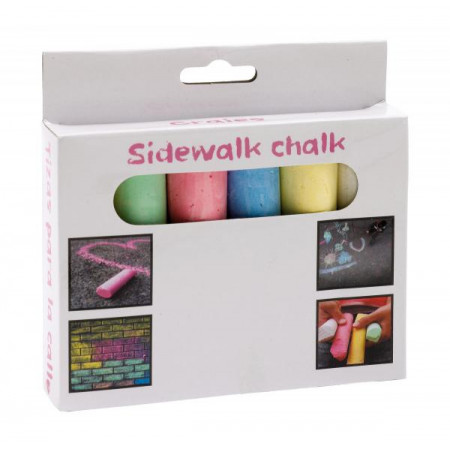 Craies
Sidewalk chalk
Tizas para la calle